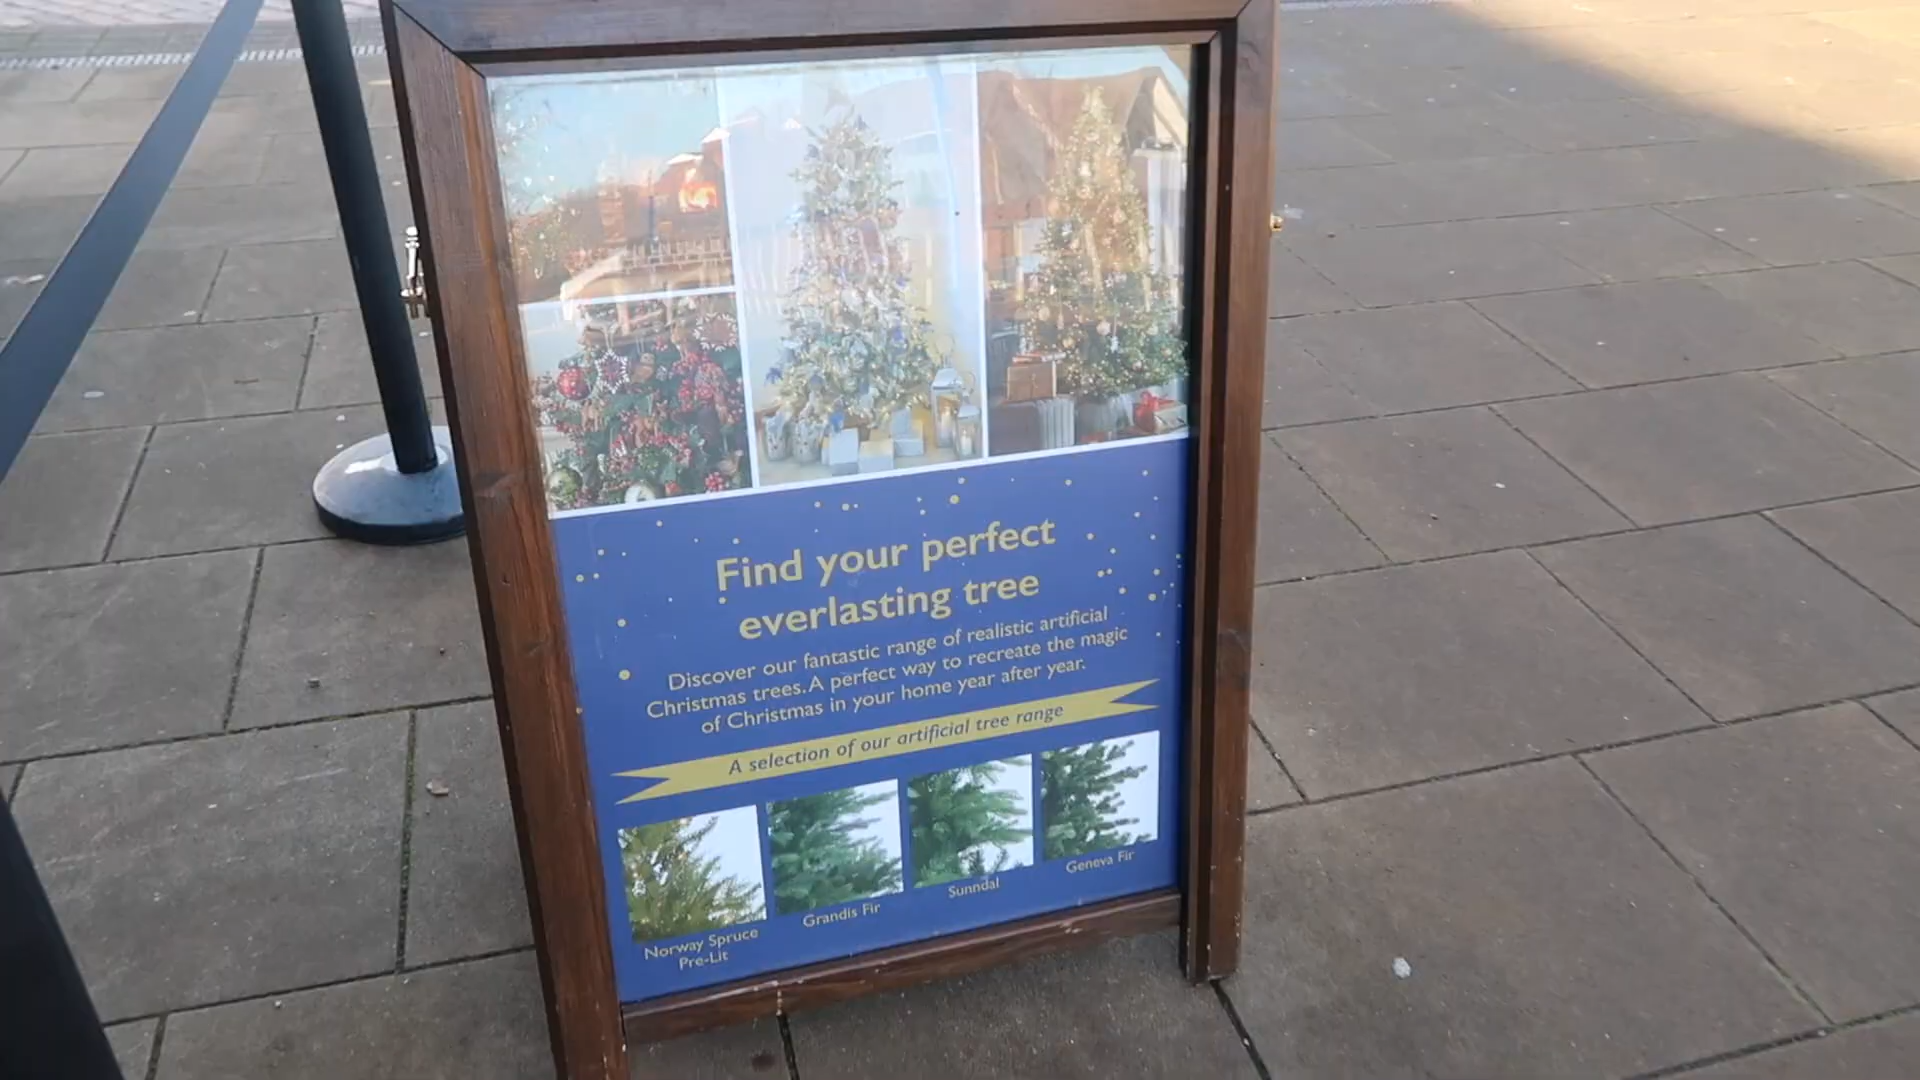 Find your perfect
everlasting tree
Discover our fantastic range of realistic artificial
Christmas trees. A perfect way to recreate the magic
of Christmas in your home year after year.
A selection of our artificial tree range
Norway Spruce
Pre-Lit
Grandis Fir
Sunndal
Geneva Fir